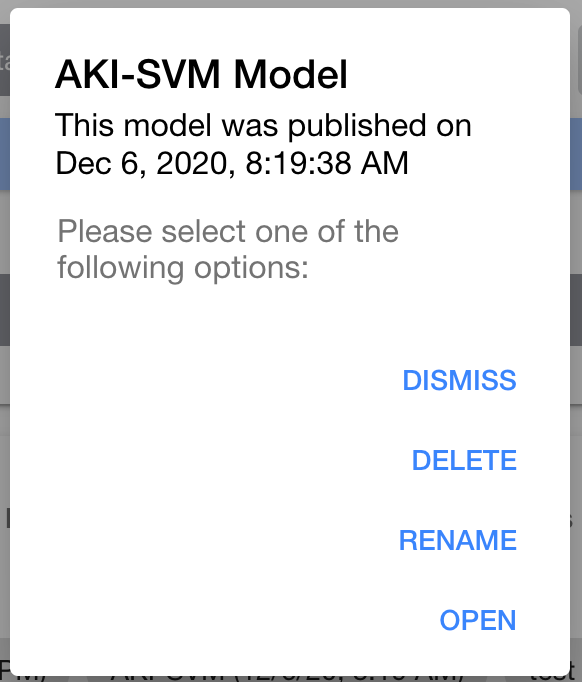 AKI-SVM Model
This model was published on
Dec 6, 2020, 8:19:38 AM
Please select one of the
following options:
DISMISS
DELETE
RENAME
OPEN